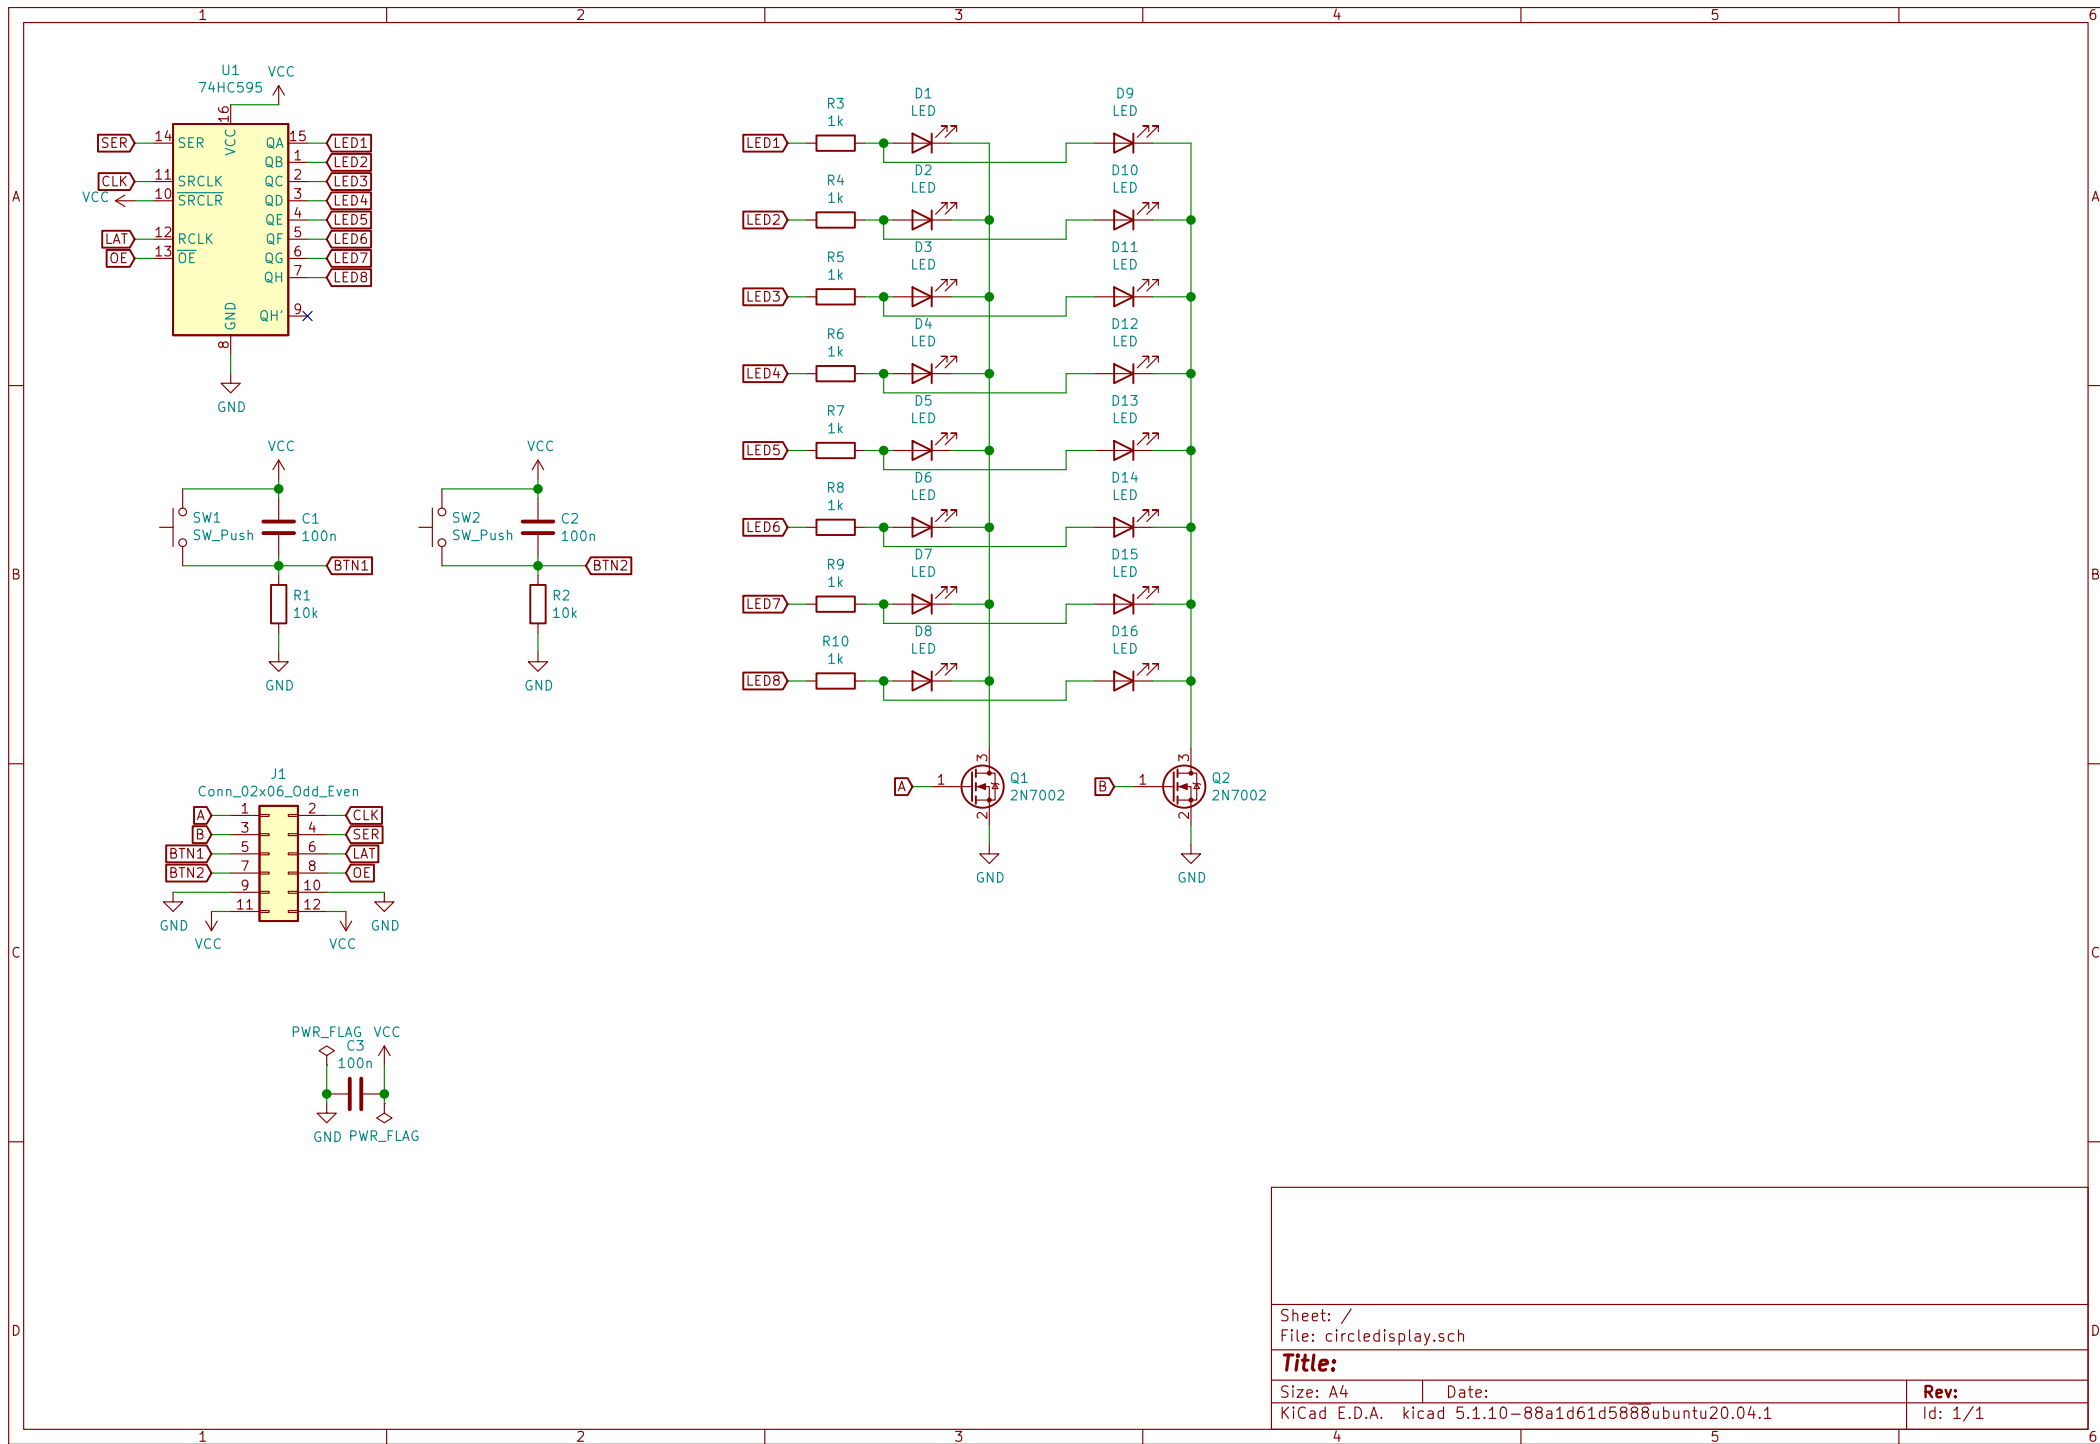 1 2 3 4 5 6
A
B
C
D
A
B
C
D
U1
74HC595
VCC
16
VCC
14 SER
SER
11 SRCLK
CLK
10 SRCLR
VCC
12 RCLK
LAT
13 OE
OE
QA 15 LED1
QB 1 LED2
QC 2 LED3
QD 3 LED4
QE 4 LED5
QF 5 LED6
QG 6 LED7
QH 7 LED8
QH' 9
GND
8
GND
VCC
SW1
SW_Push
C1
100n
BTN1
R1
10k
GND
VCC
SW2
SW_Push
C2
100n
BTN2
R2
10k
GND
J1
Conn_02x06_Odd_Even
A 1 2 CLK
B 3 4 SER
BTN1 5 6 LAT
BTN2 7 8 OE
9 10
GND 11 12 GND
VCC VCC
PWR_FLAG VCC
C3
100n
GND PWR_FLAG
LED1
R3
1k
D1
LED
D9
LED
LED2
R4
1k
D2
LED
D10
LED
LED3
R5
1k
D3
LED
D11
LED
LED4
R6
1k
D4
LED
D12
LED
LED5
R7
1k
D5
LED
D13
LED
LED6
R8
1k
D6
LED
D14
LED
LED7
R9
1k
D7
LED
D15
LED
LED8
R10
1k
D8
LED
D16
LED
A 1
3
Q1
2N7002
2
GND
B 1
3
Q2
2N7002
2
GND
Sheet: /
File: circledisplay.sch
Title:
Size: A4 Date: Rev:
KiCad E.D.A. kicad 5.1.10-88a1d61d5888ubuntu20.04.1 Id: 1/1
1 2 3 4 5 6